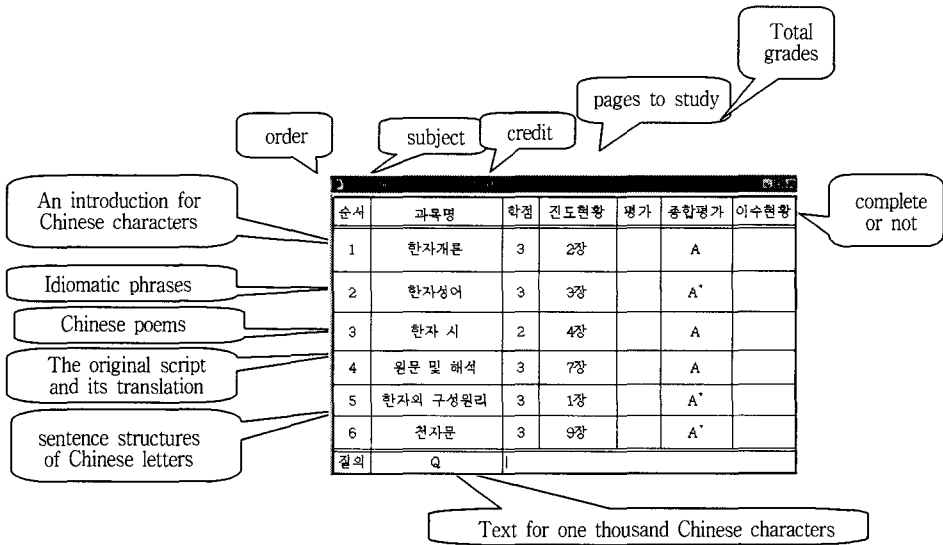 Total
grades
pages to study
order
subject
credit
An introduction for
Chinese characters
complete
or not
순서 과목명 학점 진도현황 평가 종합평가 이수현황
1 한자개론 3 2장 A
Idiomatic phrases
2 한자성어 3 3장 A+
Chinese poems
3 한자 시 2 4장 A
The original script
and its translation
4 원문 및 해석 3 7장 A
5 한자의 구성원리 3 1장 A+
sentence structures
of Chinese letters
6 천자문 3 9장 A+
질의 Q
Text for one thousand Chinese characters